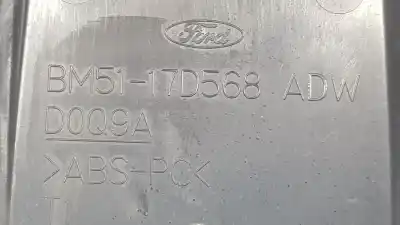 Ford
BM51-17D568 ADW
D0Q9A
>ABS-PC<